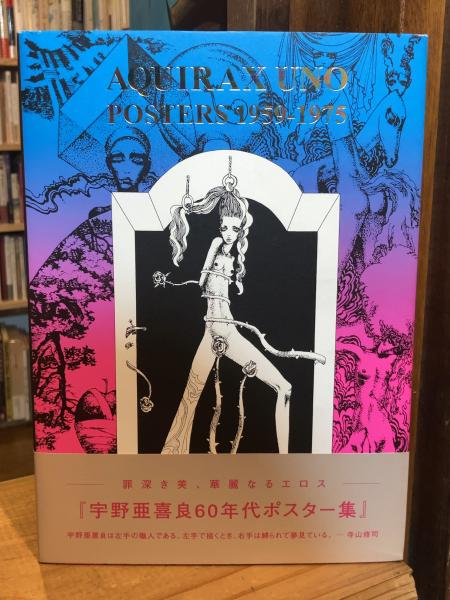 AQUIRAX UNO
POSTERS 1959-1975
罪深き美、華麗なるエロス
『宇野亜喜良60年代ポスター集』
宇野亜喜良は左手の職人である。左手で描くとき、右手は縛られて夢見ている。— 寺山修司